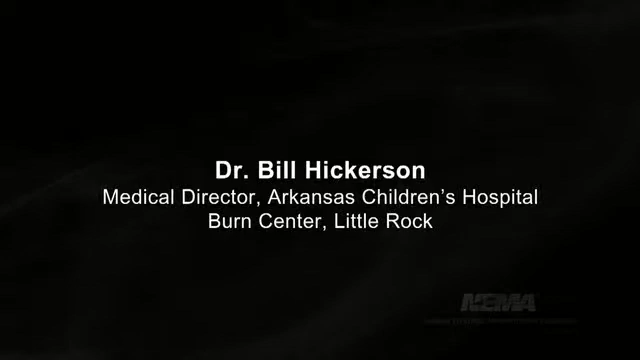 Dr. Bill Hickerson
Medical Director, Arkansas Children’s Hospital
Burn Center, Little Rock
NEMA